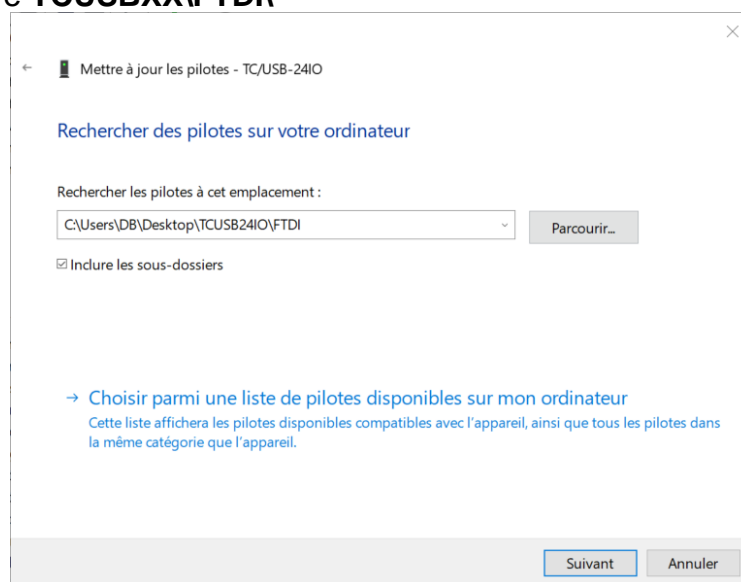 e TCUSBXX\FTDI\
Mettre à jour les pilotes - TC/USB-24IO
Rechercher des pilotes sur votre ordinateur
Rechercher les pilotes à cet emplacement :
C:\Users\DB\Desktop\TCUSB24IO\FTDI
Parcourir...
Inclure les sous-dossiers
Choisir parmi une liste de pilotes disponibles sur mon ordinateur
Cette liste affichera les pilotes disponibles compatibles avec l'appareil, ainsi que tous les pilotes dans
la même catégorie que l'appareil.
Suivant
Annuler